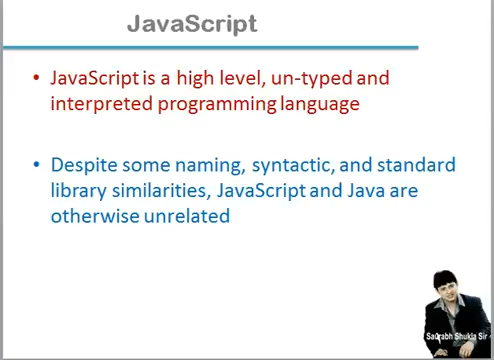 JavaScript
• JavaScript is a high level, un-typed and
interpreted programming language
• Despite some naming, syntactic, and standard
library similarities, JavaScript and Java are
otherwise unrelated
Saurabh Shukla Sir